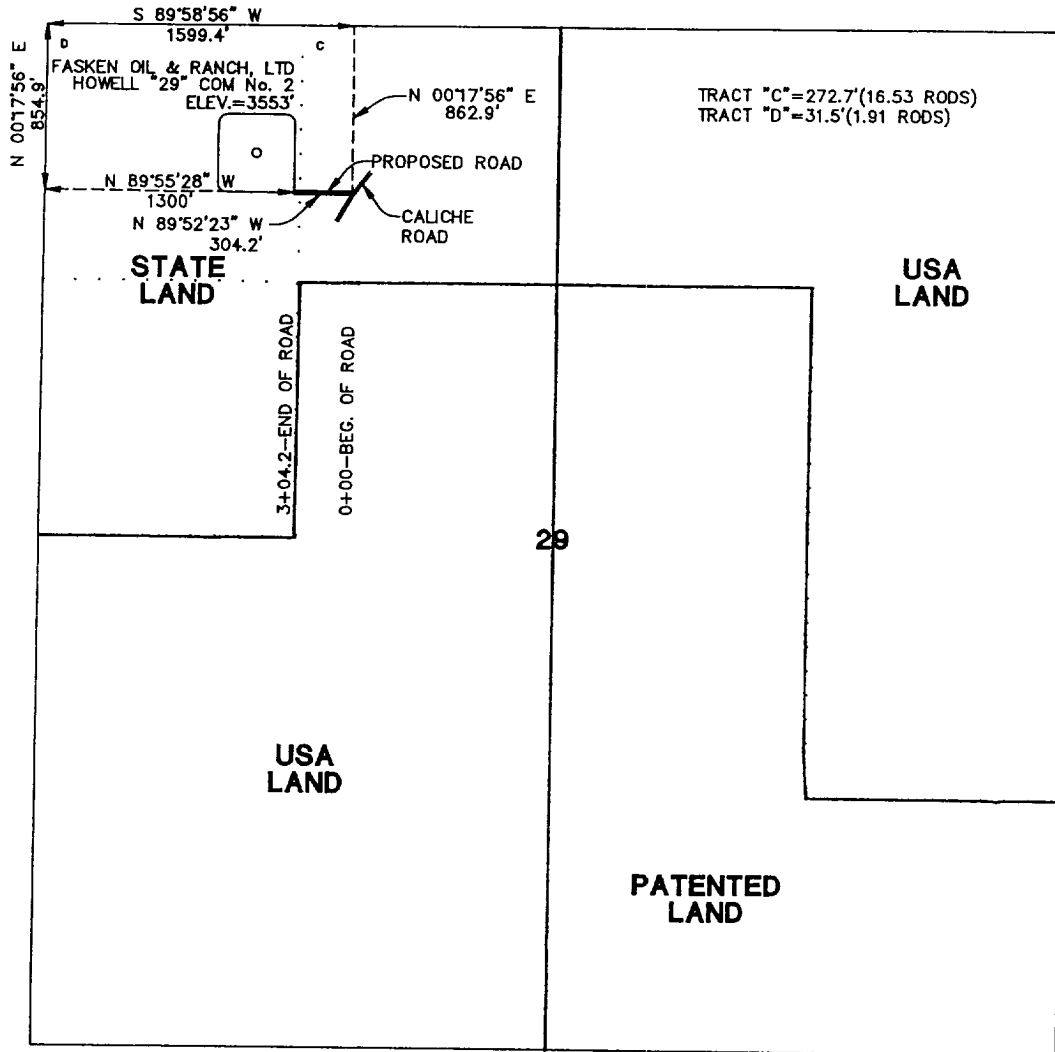 S 89°58'56" W
1599.4'
N 00°17'56" E
854.9'
D
C
FASKEN OIL & RANCH, LTD
HOWELL "29" COM No. 2
ELEV.=3553'
N 00°17'56" E
862.9'
TRACT "C"=272.7'(16.53 RODS)
TRACT "D"=31.5'(1.91 RODS)
PROPOSED ROAD
N 89°55'28" W
1300'
CALICHE
ROAD
N 89°52'23" W
304.2'
STATE
LAND
USA
LAND
3+04.2-END OF ROAD
0+00-BEG. OF ROAD
29
USA
LAND
PATENTED
LAND